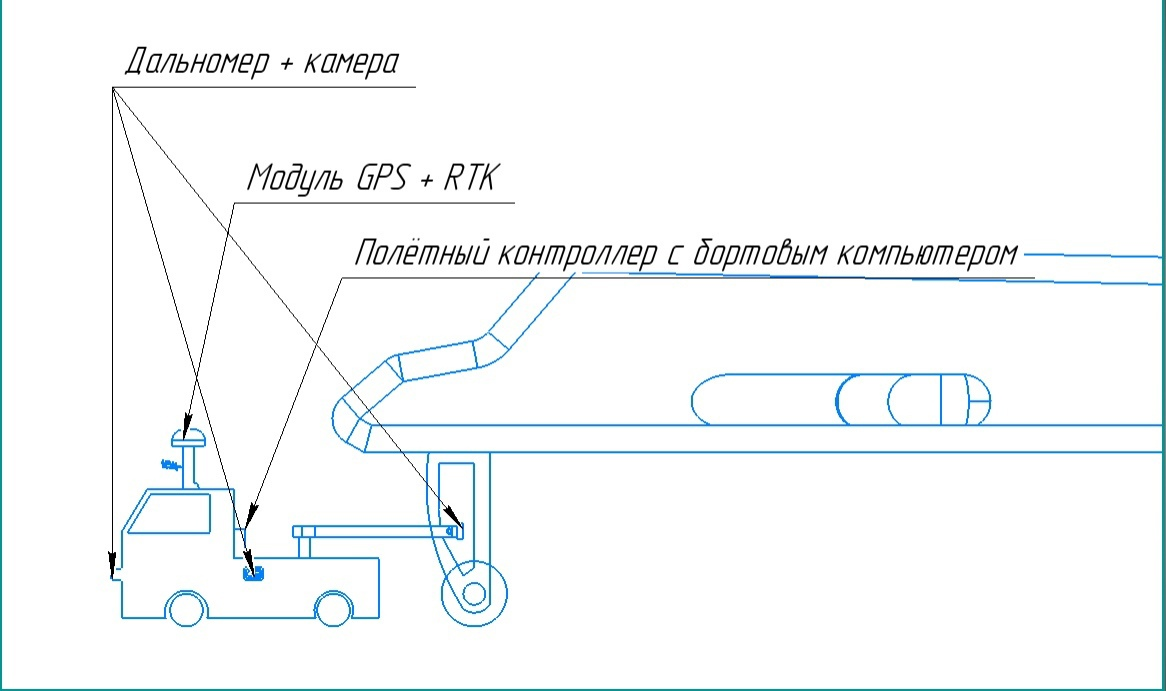 Дальномер + камера
Модуль GPS + RTK
Полётный контроллер с бортовым компьютером